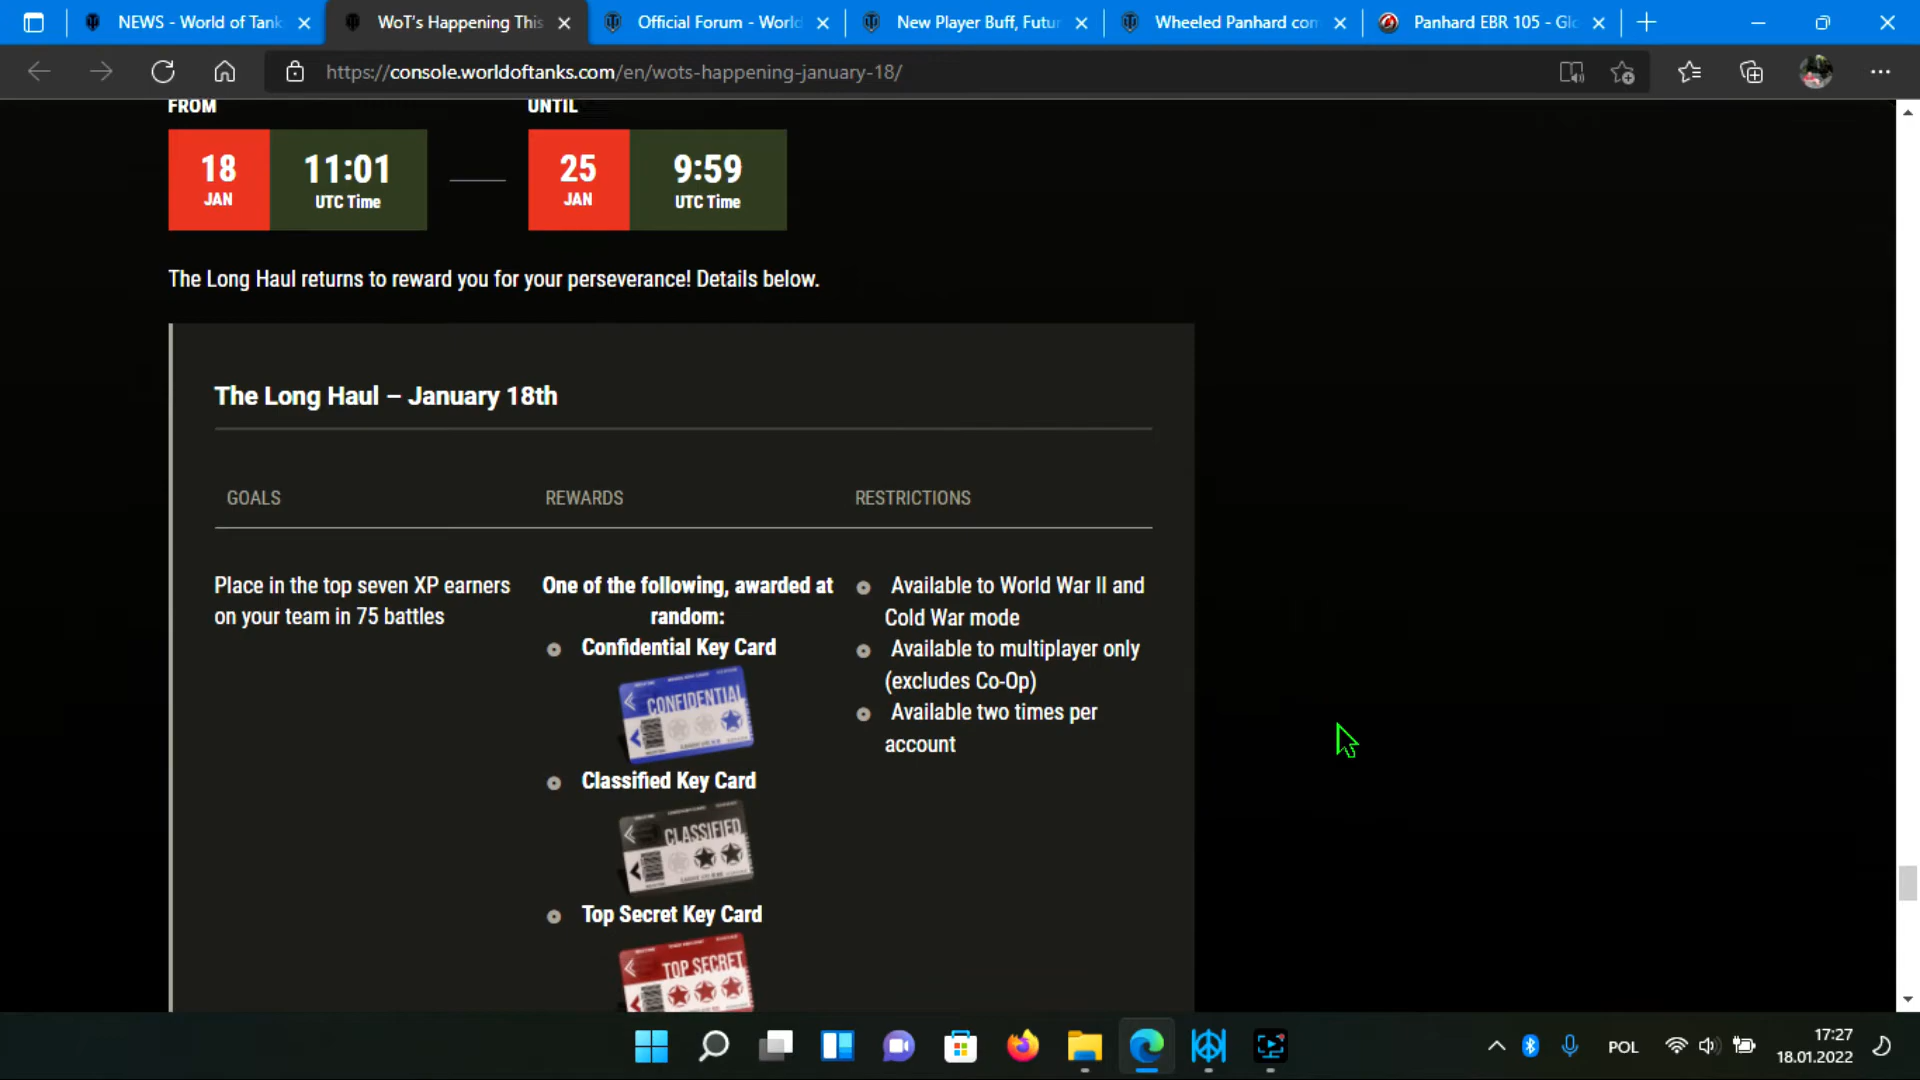 NEWS - World of Tank
WoT's Happening This
Official Forum - World
New Player Buff, Futur
Wheeled Panhard con
Panhard EBR 105 - Glo
https://console.worldoftanks.com/en/wots-happening-january-18/
FROM
UNTIL
18
JAN
11:01
UTC Time
25
JAN
9:59
UTC Time
The Long Haul returns to reward you for your perseverance! Details below.
The Long Haul – January 18th
GOALS
REWARDS
RESTRICTIONS
Place in the top seven XP earners
on your team in 75 battles
One of the following, awarded at
random:
Confidential Key Card
CONFIDENTIAL
Classified Key Card
CLASSIFIED
Top Secret Key Card
TOP SECRET
Available to World War II and
Cold War mode
Available to multiplayer only
(excludes Co-Op)
Available two times per
account
POL
17:27
18.01.2022